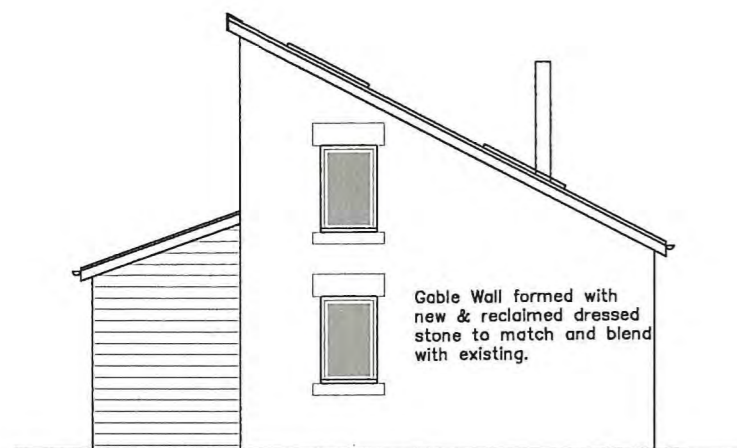 Gable Wall formed with
new & reclaimed dressed
stone to match and blend
with existing.